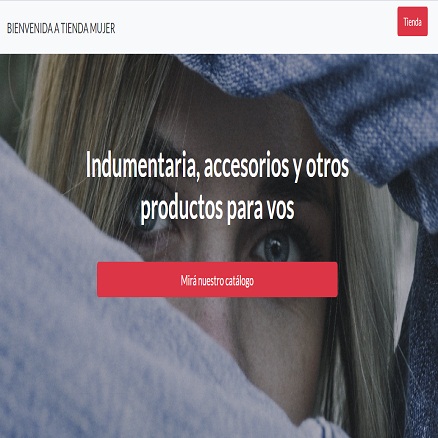 BIENVENIDA A TIENDA MUJER
Tienda
Indumentaria, accesorios y otros
productos para vos
Mirá nuestro catálogo